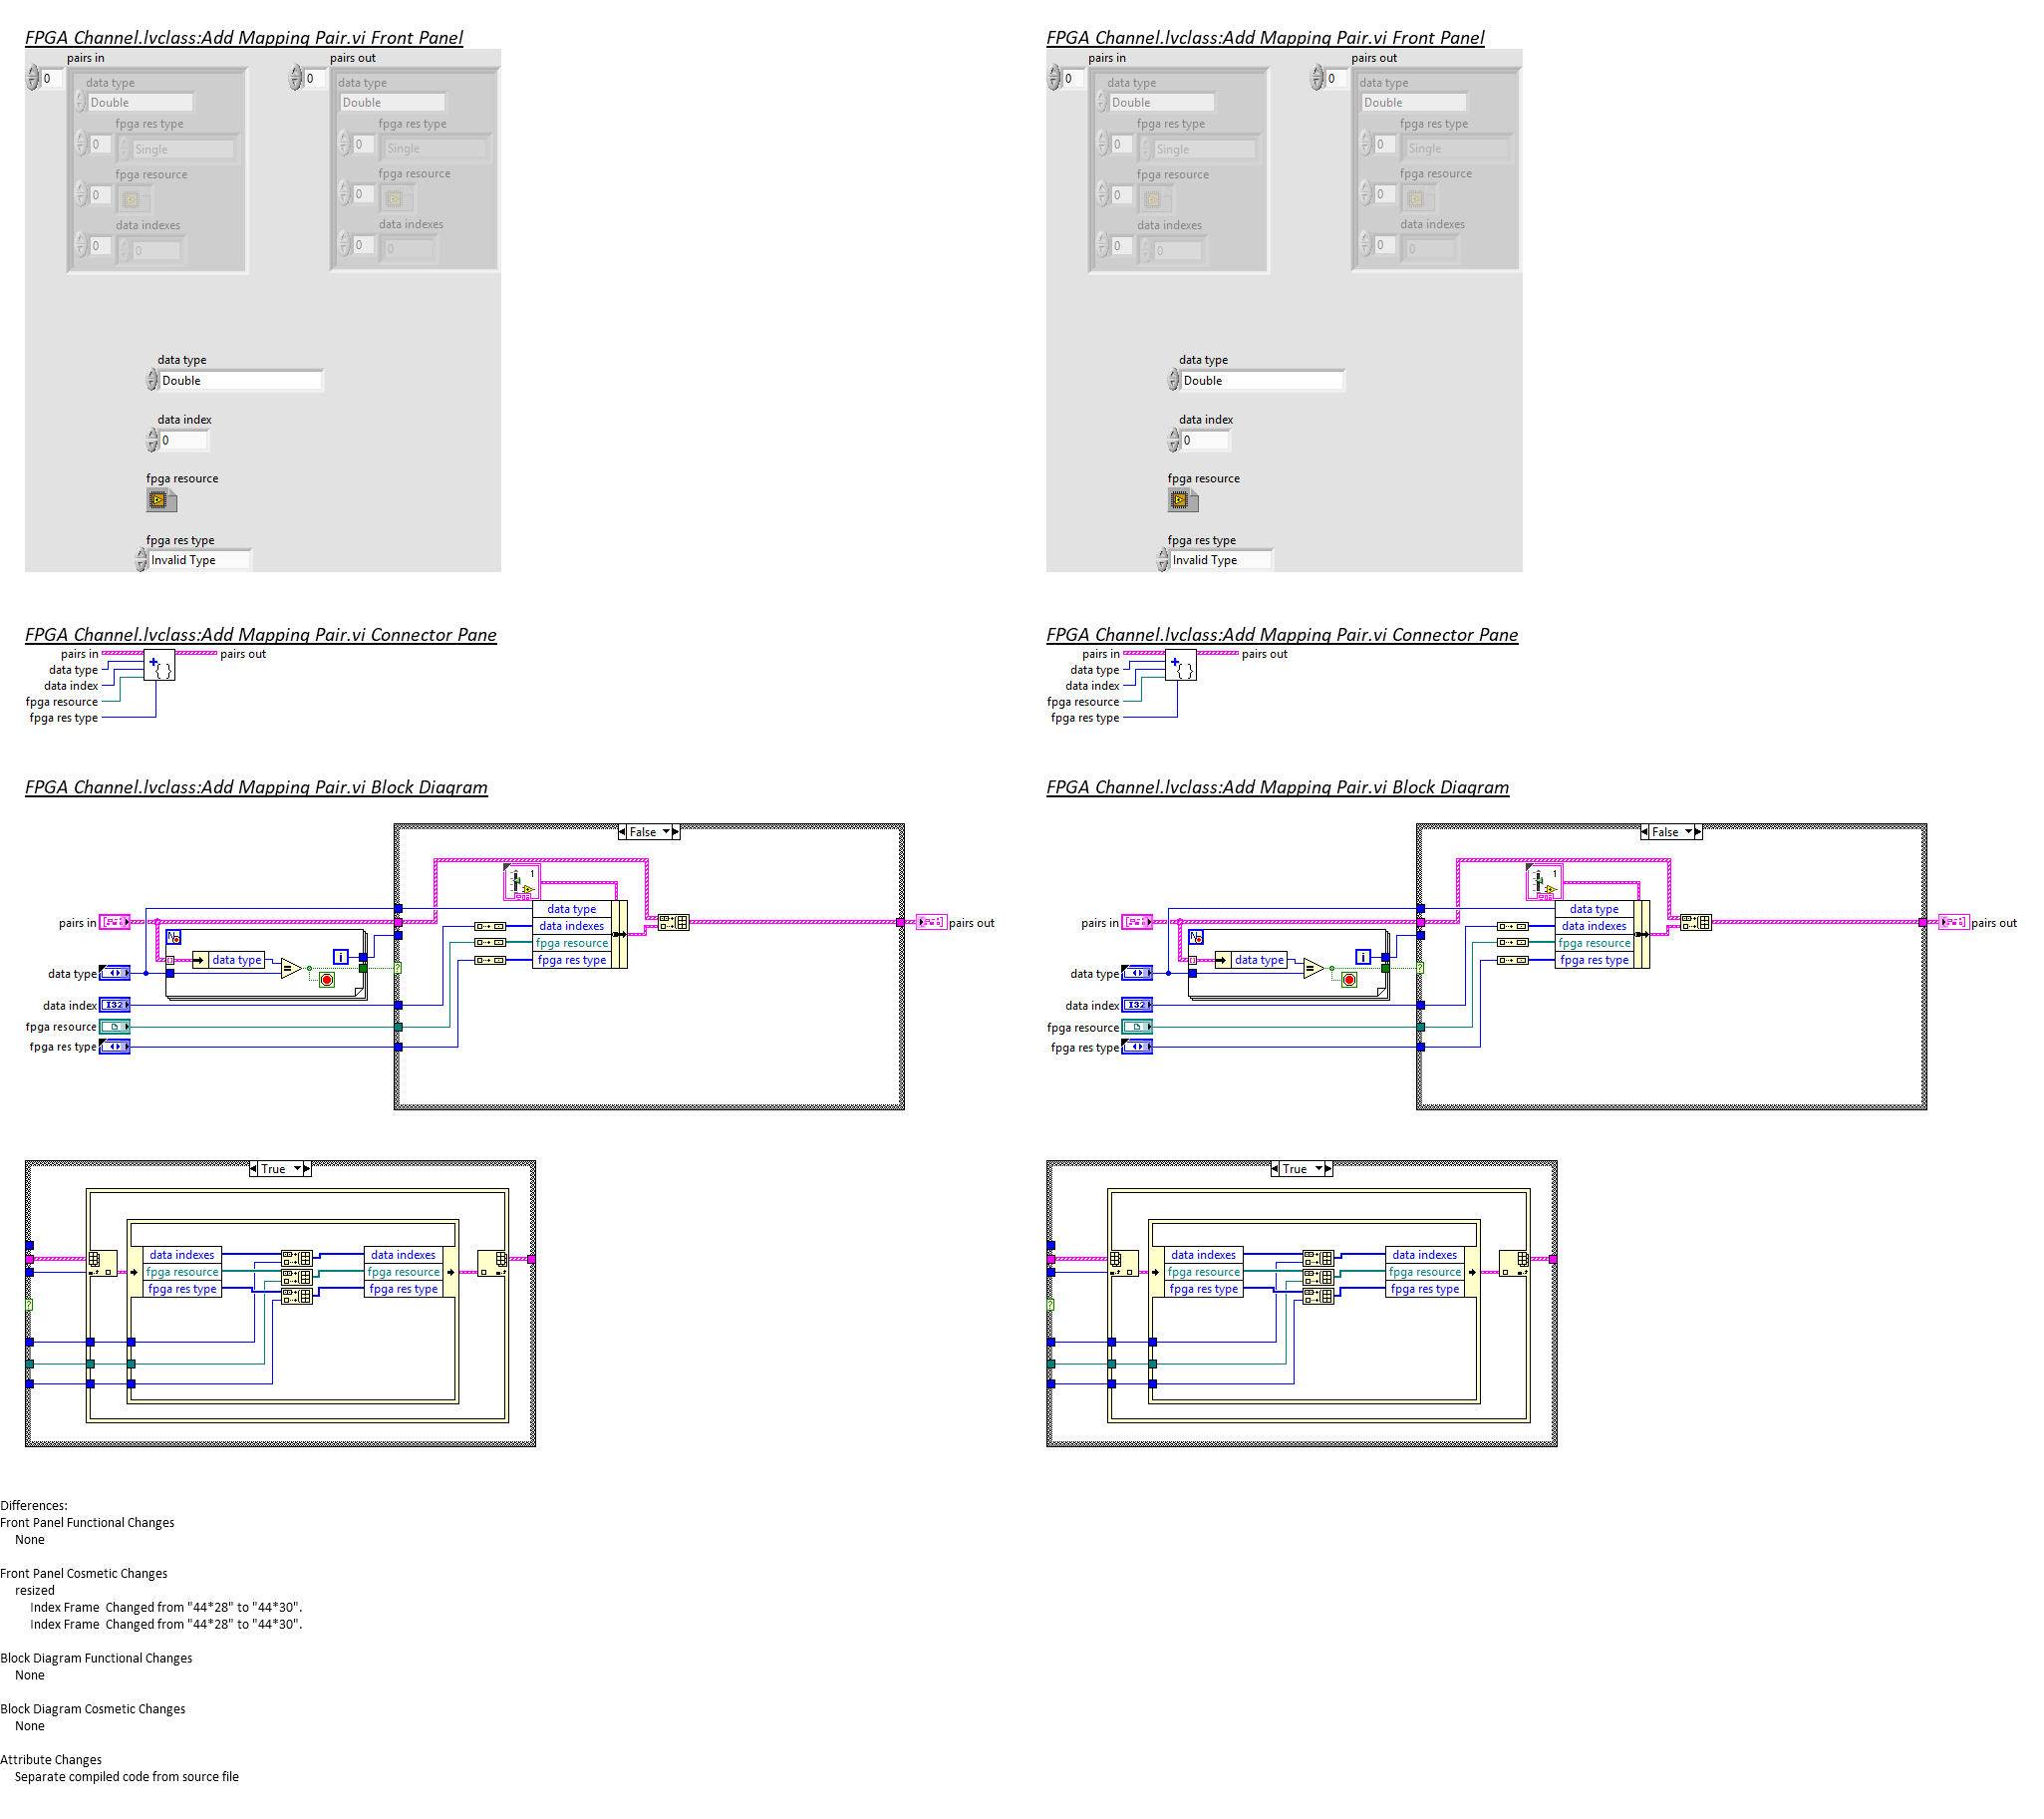 FPGA Channel.lvclass:Add Mapping Pair.vi Front Panel
pairs in
pairs out
0
0
data type
Double
fpga res type
0
Single
fpga resource
0
data indexes
0
0
data type
Double
fpga res type
0
Single
fpga resource
0
data indexes
0
0
data type
Double
data index
0
fpga resource
fpga res type
Invalid Type
FPGA Channel.lvclass:Add Mapping Pair.vi Connector Pane
pairs in
pairs out
data type
data index
fpga resource
fpga res type
FPGA Channel.lvclass:Add Mapping Pair.vi Block Diagram
False
1
data type
data indexes
fpga resource
fpga res type
pairs in
pairs out
N
data type
=
i
?
data type
data index
I32
fpga resource
fpga res type
True
data indexes
fpga resource
fpga res type
data indexes
fpga resource
fpga res type
?
FPGA Channel.lvclass:Add Mapping Pair.vi Front Panel
pairs in
pairs out
0
0
data type
Double
fpga res type
0
Single
fpga resource
0
data indexes
0
0
data type
Double
fpga res type
0
Single
fpga resource
0
data indexes
0
0
data type
Double
data index
0
fpga resource
fpga res type
Invalid Type
FPGA Channel.lvclass:Add Mapping Pair.vi Connector Pane
pairs in
pairs out
data type
data index
fpga resource
fpga res type
FPGA Channel.lvclass:Add Mapping Pair.vi Block Diagram
False
1
data type
data indexes
fpga resource
fpga res type
pairs in
pairs out
N
data type
=
i
?
data type
data index
I32
fpga resource
fpga res type
True
data indexes
fpga resource
fpga res type
data indexes
fpga resource
fpga res type
?
Differences:
Front Panel Functional Changes
None
Front Panel Cosmetic Changes
resized
Index Frame  Changed from "44*28" to "44*30".
Index Frame  Changed from "44*28" to "44*30".
Block Diagram Functional Changes
None
Block Diagram Cosmetic Changes
None
Attribute Changes
Separate compiled code from source file